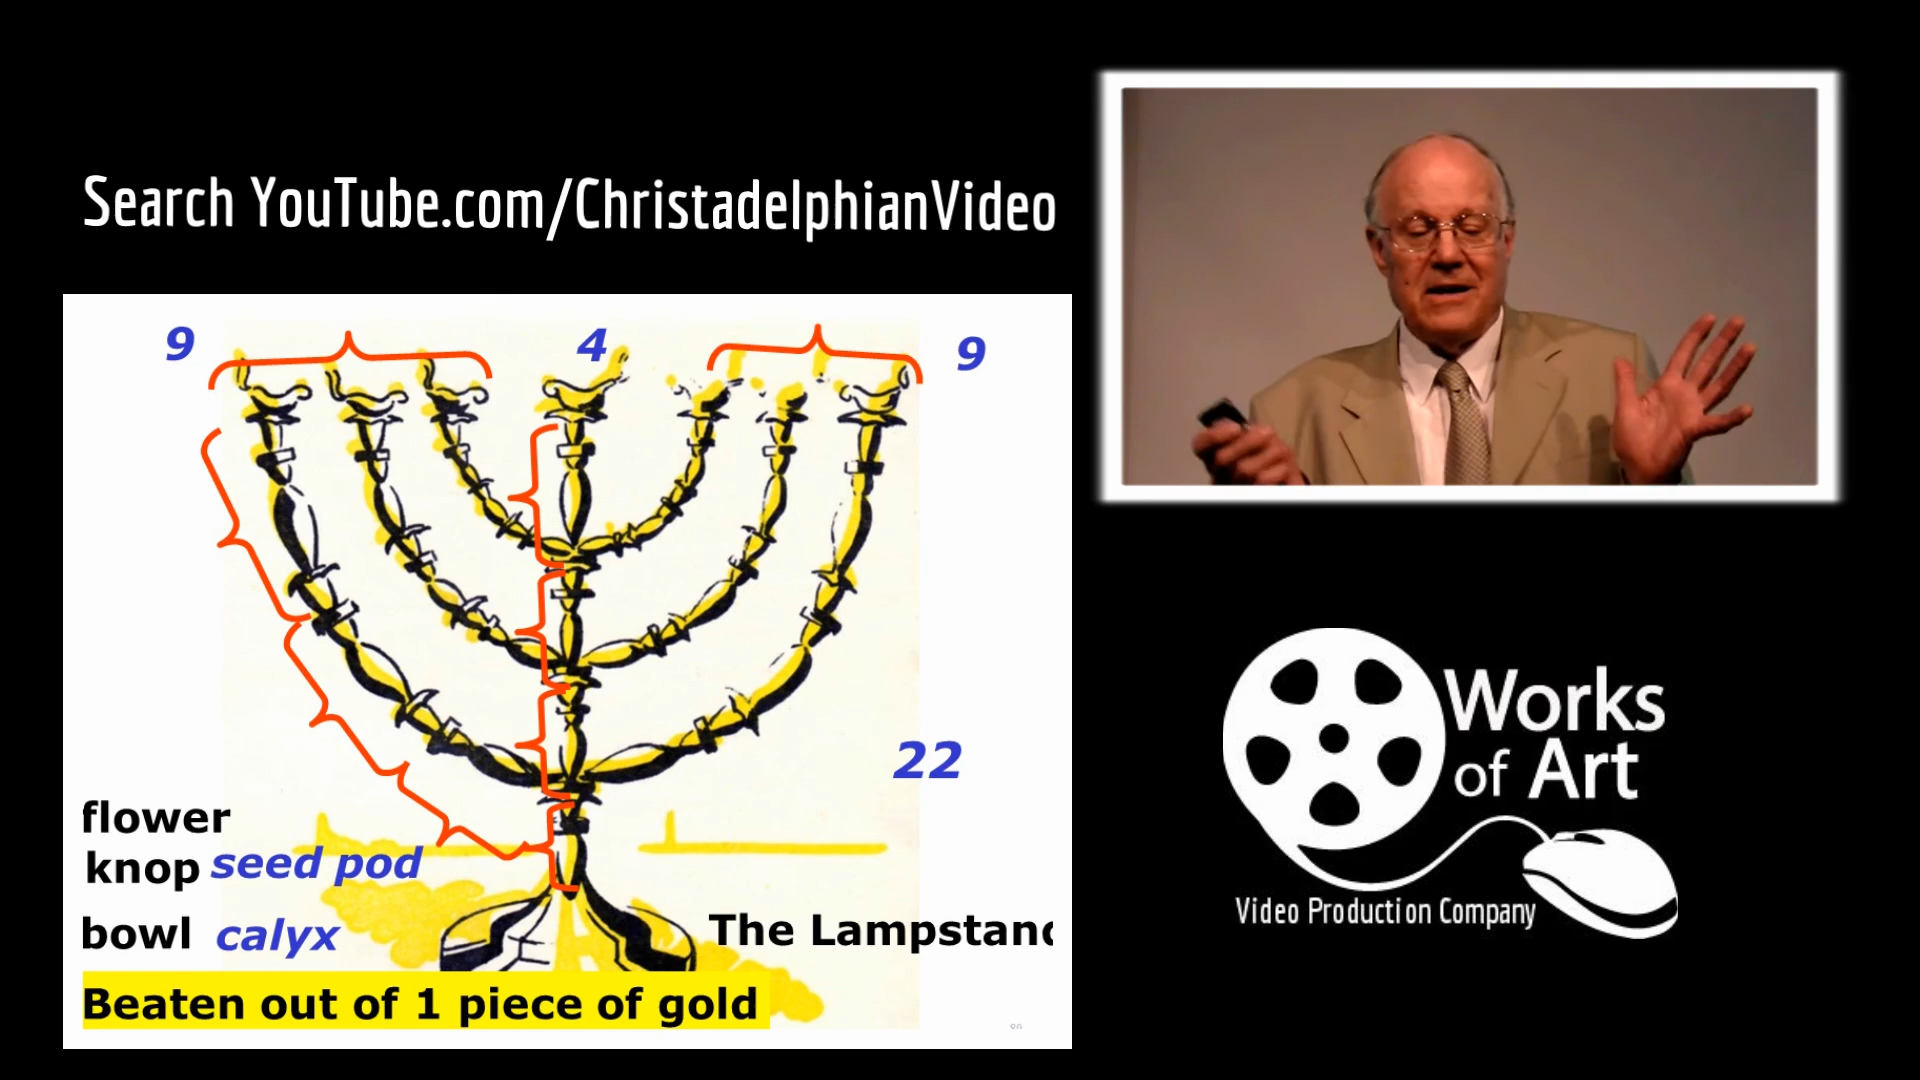 Search YouTube.com/ChristadelphianVideo
9
4
9
22
flower
knop seed pod
bowl calyx
The Lampstand
Beaten out of 1 piece of gold
Works
of Art
Video Production Company